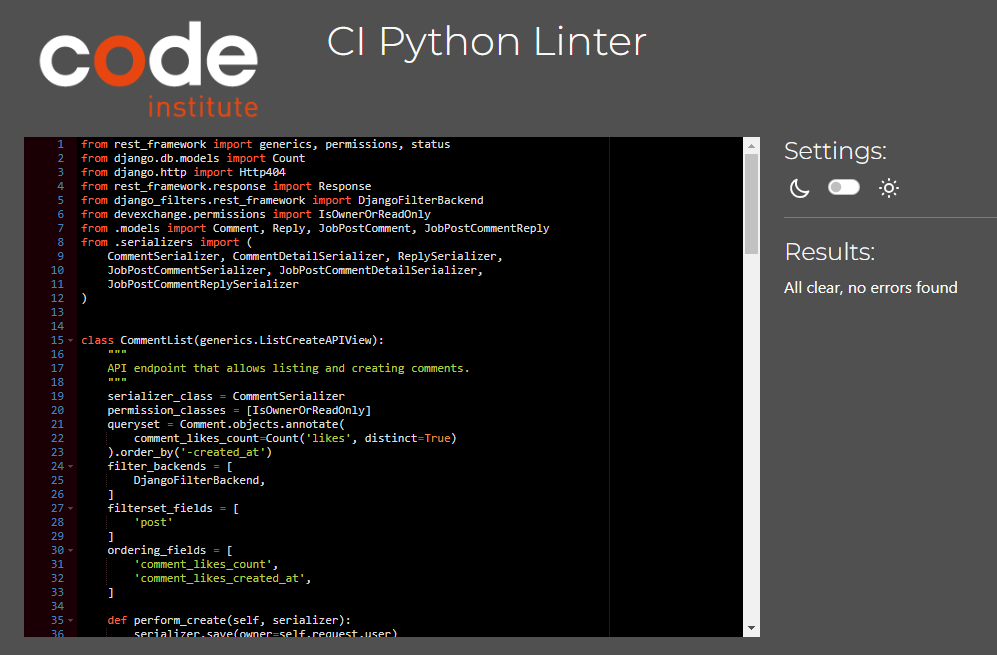 code
institute
CI Python Linter
1 from rest_framework import generics, permissions, status
2 from django.db.models import Count
3 from django.http import Http404
4 from rest_framework.response import Response
5 from django_filters.rest_framework import DjangoFilterBackend
6 from devexchange.permissions import IsOwnerOrReadOnly
7 from .models import Comment, Reply, JobPostComment, JobPostCommentReply
8 from .serializers import (
9     CommentSerializer, CommentDetailSerializer, ReplySerializer,
10     JobPostCommentSerializer, JobPostCommentDetailSerializer,
11     JobPostCommentReplySerializer
12 )
13
14
15 class CommentList(generics.ListCreateAPIView):
16     """
17     API endpoint that allows listing and creating comments.
18     """
19     serializer_class = CommentSerializer
20     permission_classes = [IsOwnerOrReadOnly]
21     queryset = Comment.objects.annotate(
22         comment_likes_count=Count('likes', distinct=True)
23     ).order_by('-created_at')
24     filter_backends = [
25         DjangoFilterBackend,
26     ]
27     filterset_fields = [
28         'post'
29     ]
30     ordering_fields = [
31         'comment_likes_count',
32         'comment_likes_created_at',
33     ]
34
35     def perform_create(self, serializer):
36         serializer.save(owner=self.request.user)
Settings:
Results:
All clear, no errors found